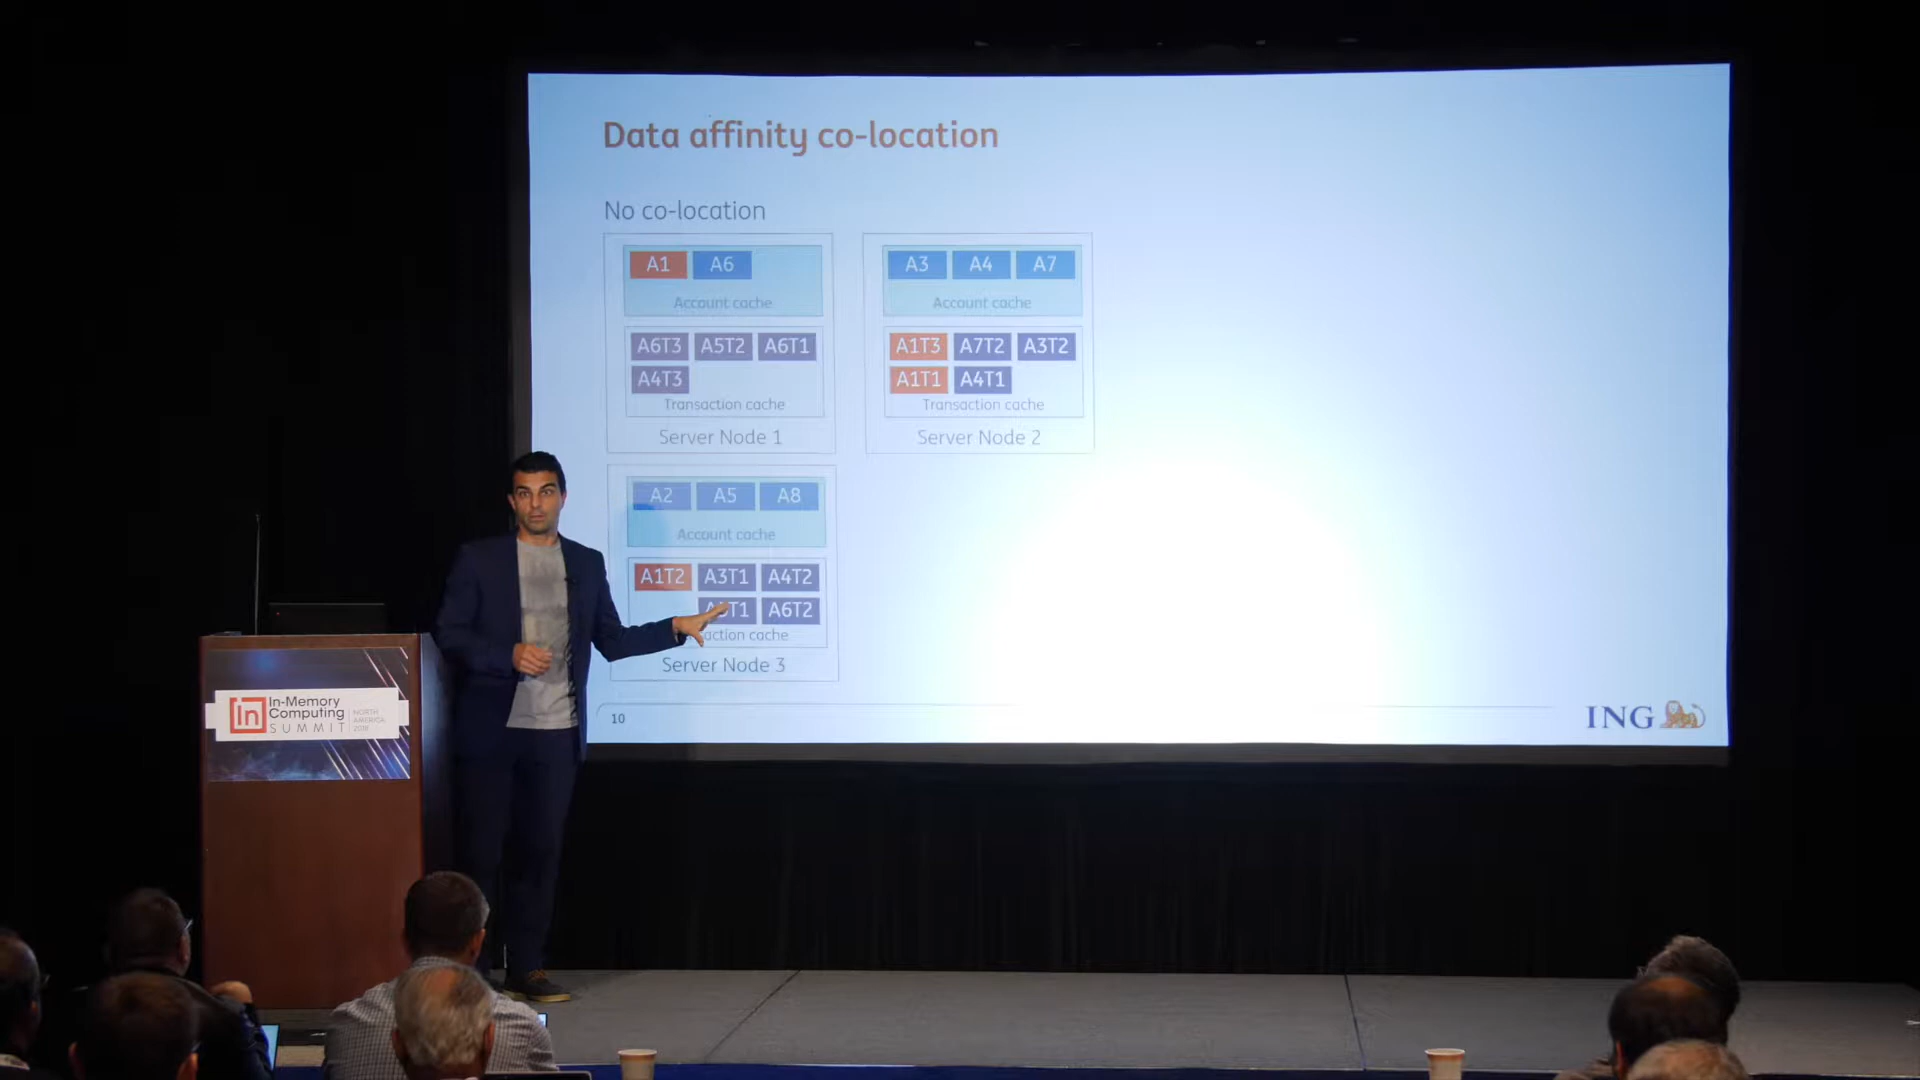 Data affinity co-location
No co-location
A1 A6
Account cache
A6T3 A5T2 A6T1
A4T3
Transaction cache
Server Node 1
A3 A4 A7
Account cache
A1T3 A7T2 A3T2
A1T1 A4T1
Transaction cache
Server Node 2
A2 A5 A8
Account cache
A1T2 A3T1 A4T2
A6T2
cache
Server Node 3
10
ING
In
In-Memory
Computing
SUMMIT
NORTH
AMERICA
2018